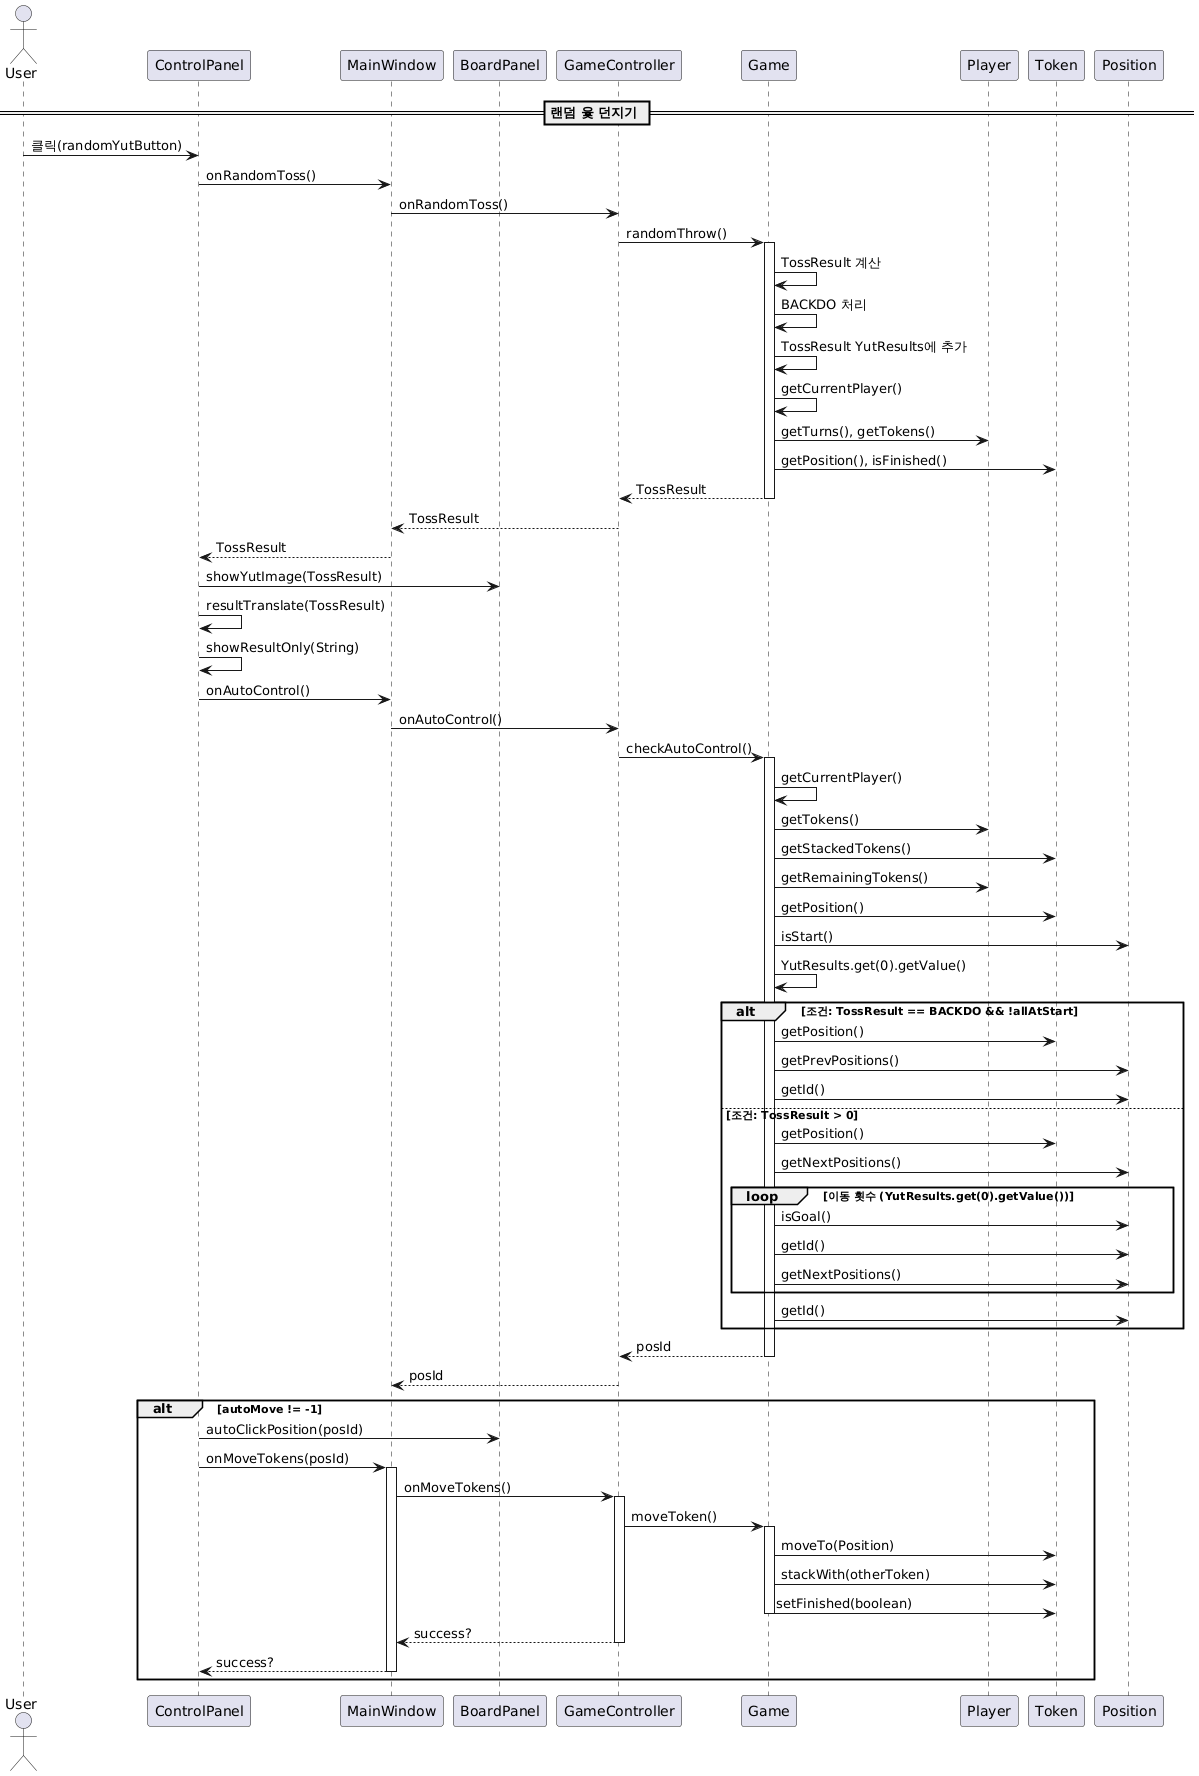 User
ControlPanel
MainWindow
BoardPanel
GameController
Game
Player
Token
Position
랜덤 윷 던지기
클릭(randomYutButton)
onRandomToss()
onRandomToss()
randomThrow()
TossResult 계산
BACKDO 처리
TossResult YutResults에 추가
getCurrentPlayer()
getTurns(), getTokens()
getPosition(), isFinished()
TossResult
TossResult
TossResult
showYutImage(TossResult)
resultTranslate(TossResult)
showResultOnly(String)
onAutoControl()
onAutoControl()
checkAutoControl()
getCurrentPlayer()
getTokens()
getStackedTokens()
getRemainingTokens()
getPosition()
isStart()
YutResults.get(0).getValue()
alt [조건: TossResult == BACKDO && !allAtStart]
getPosition()
getPrevPositions()
getId()
[조건: TossResult > 0]
getPosition()
getNextPositions()
loop [이동 횟수 (YutResults.get(0).getValue())]
isGoal()
getId()
getNextPositions()
getId()
posId
posId
alt [autoMove != -1]
autoClickPosition(posId)
onMoveTokens(posId)
onMoveTokens()
moveToken()
moveTo(Position)
stackWith(otherToken)
setFinished(boolean)
success?
success?
User
ControlPanel
MainWindow
BoardPanel
GameController
Game
Player
Token
Position